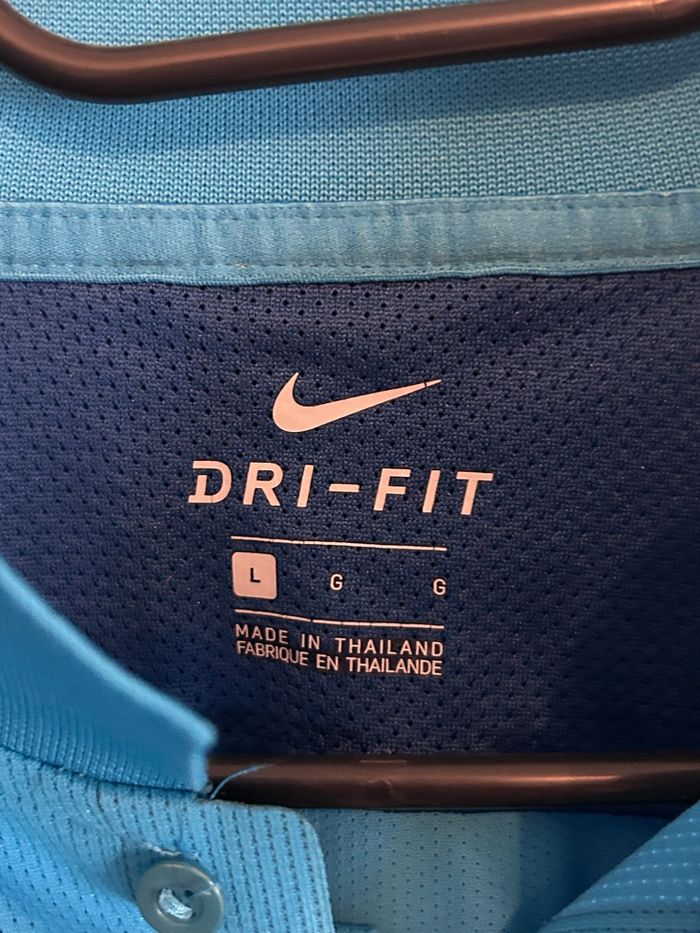 DRI-FIT
L G G
MADE IN THAILAND
FABRIQUE EN THAILANDE